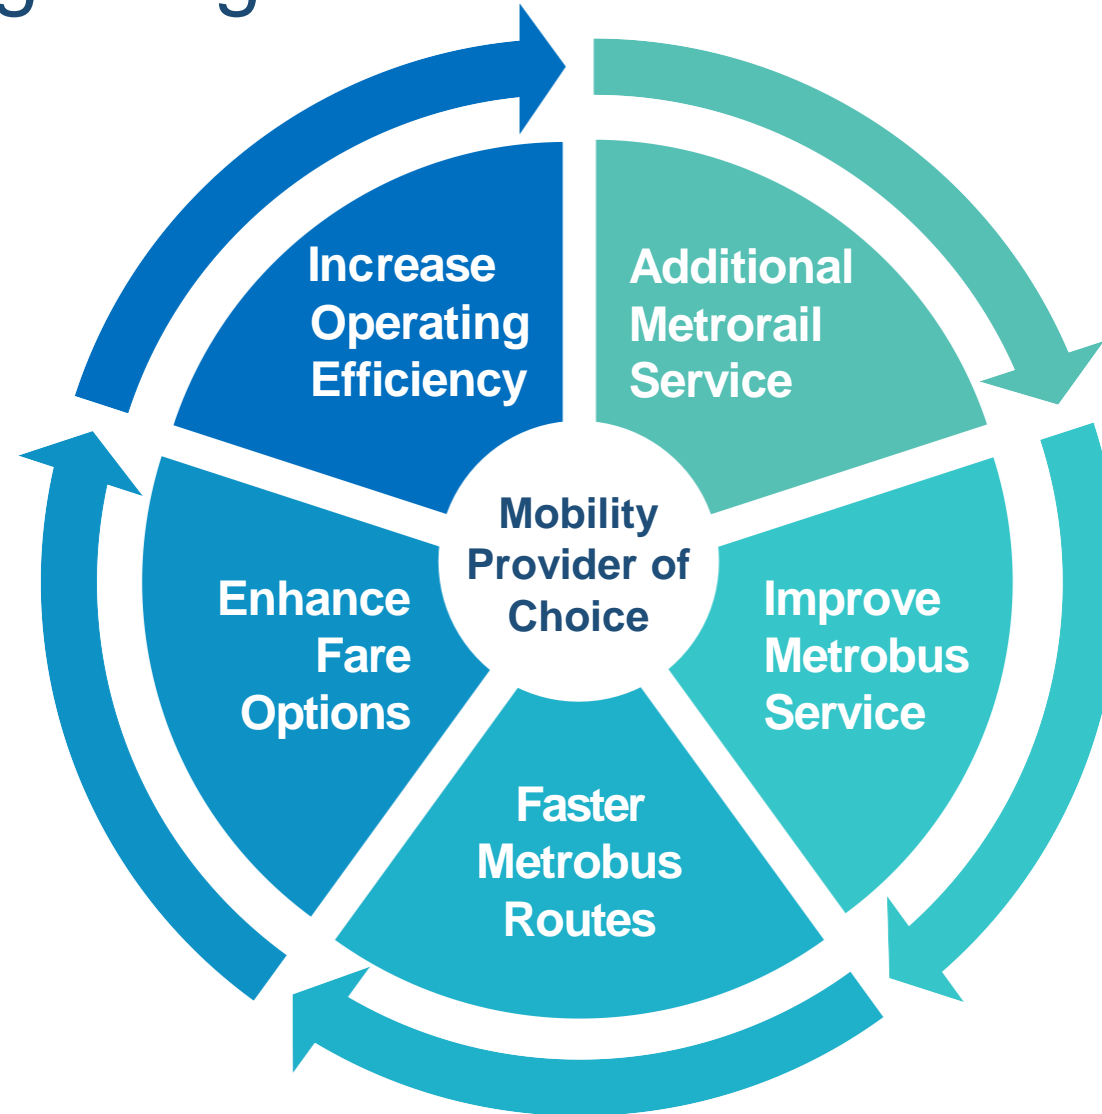 Increase
Operating
Efficiency
Additional
Metrorail
Service
Mobility
Provider of
Choice
Enhance
Fare
Options
Improve
Metrobus
Service
Faster
Metrobus
Routes